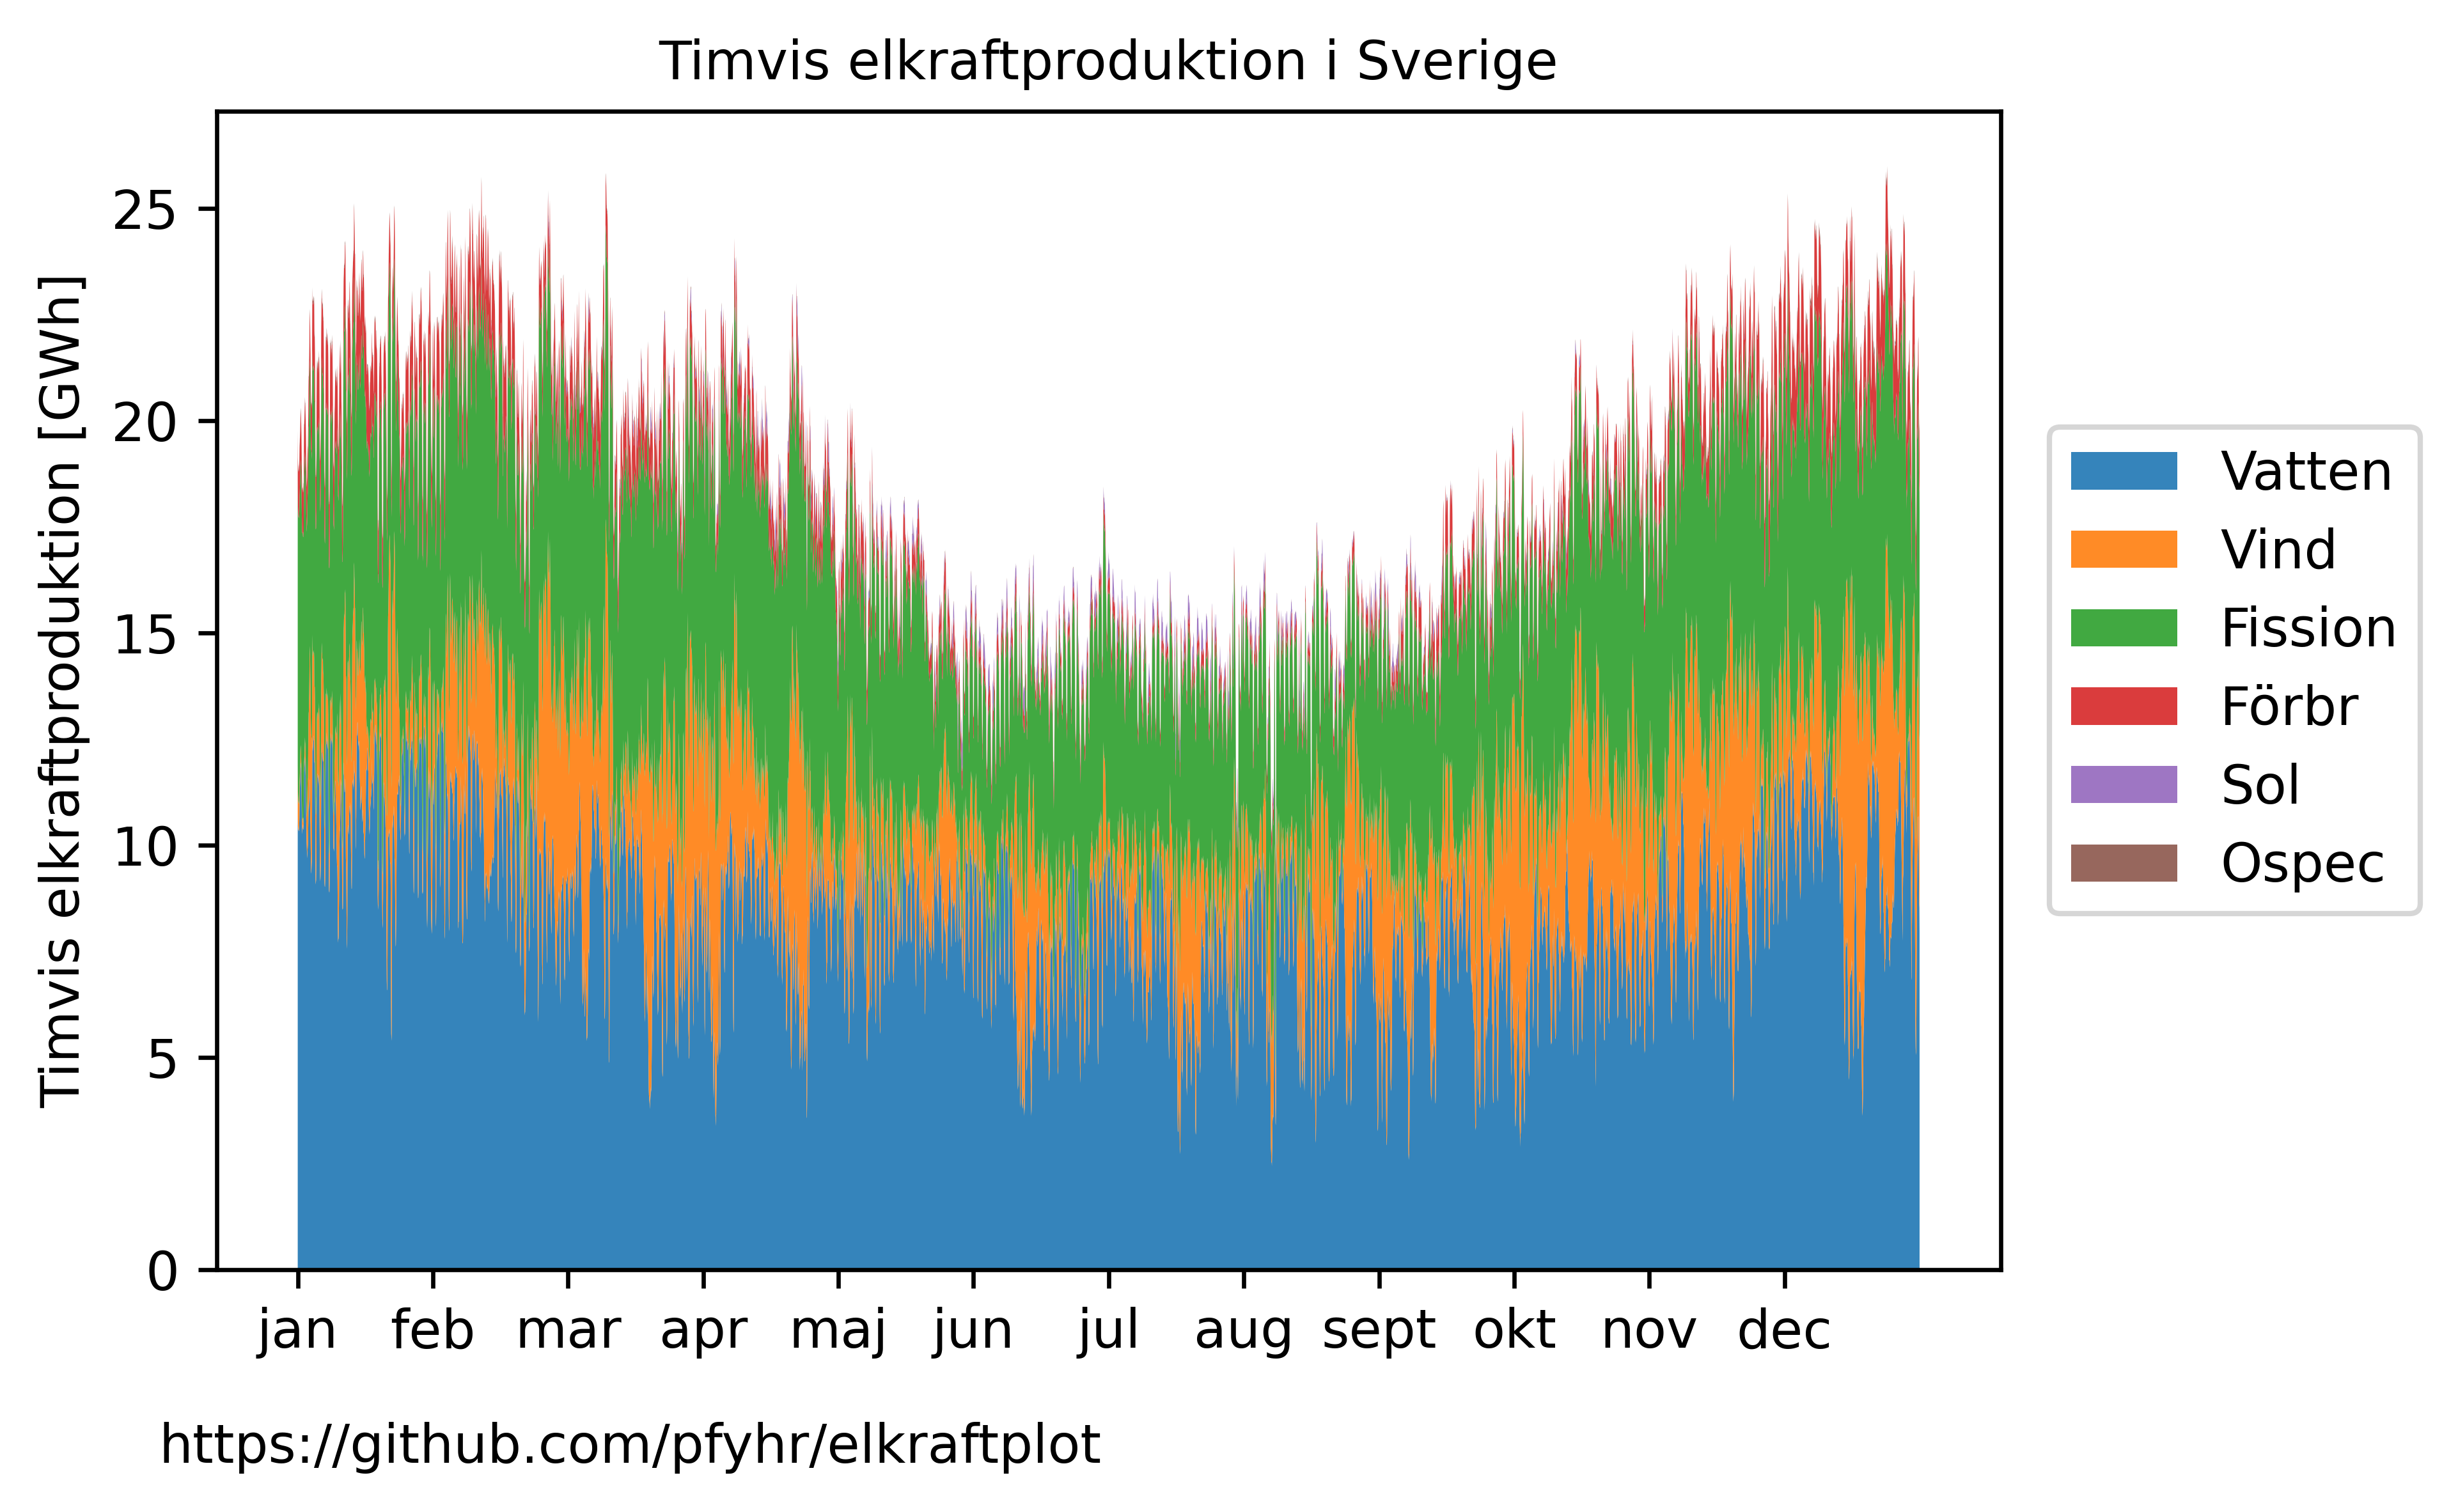 Timvis elkraftproduktion i Sverige
Timvis elkraftproduktion [GWh]
25
20
15
10
5
0
jan feb mar apr maj jun jul aug sept okt nov dec
Vatten
Vind
Fission
Förbr
Sol
Ospec
https://github.com/pfyhr/elkraftplot